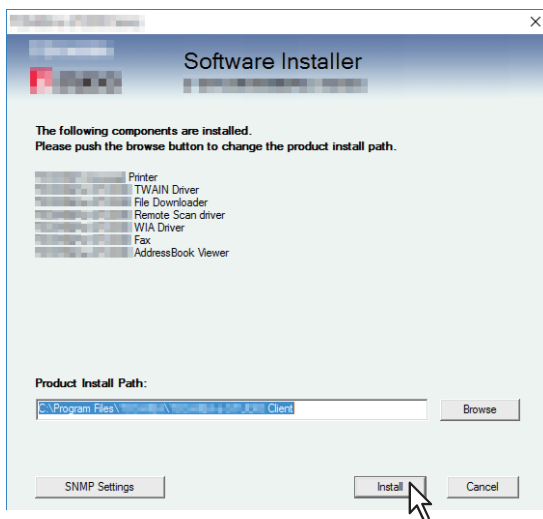 Software Installer
The following components are installed.
Please push the browse button to change the product install path.
Printer
TWAIN Driver
File Downloader
Remote Scan driver
WIA Driver
Fax
AddressBook Viewer
Product Install Path:
C:\Program Files\ \ Client
Browse
SNMP Settings
Install
Cancel